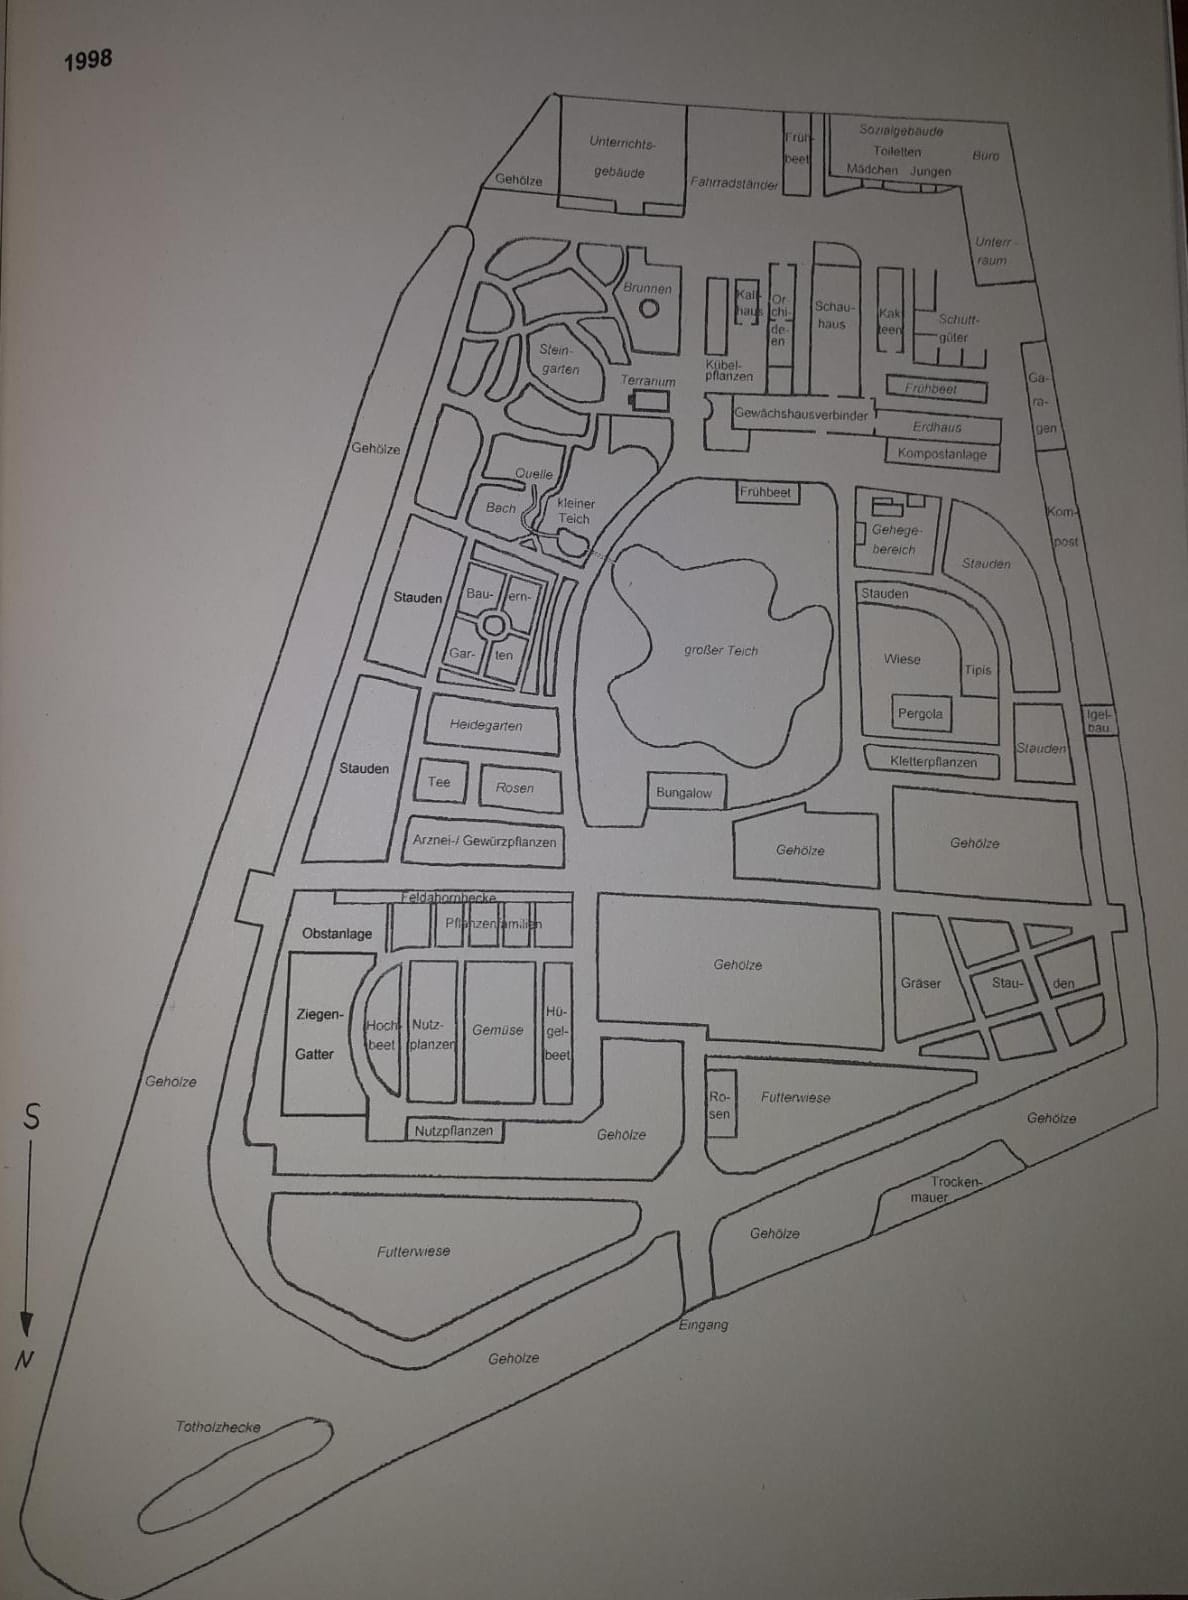 1998
Unterrichts-
gebäude
Gehölze
Fahrradständer
Früh-
beet
Sozialgebäude
Toiletten
Mädchen Jungen
Büro
Unterr-
raum
Brunnen
Stein-
garten
Terrarium
Kübel-
pflanzen
Kalt-
haus
Or-
chi-
de-
en
Schau-
haus
Kak
teen
Schütt-
güter
Frühbeet
Gewächshausverbinder
Erdhaus
Kompostanlage
Ga-
ra-
gen
Gehölze
Quelle
Bach
kleiner
Teich
Frühbeet
Gehege-
bereich
Stauden
Kom-
post
Stauden
Bau- ern-
Gar- ten
großer Teich
Stauden
Wiese
Tipis
Pergola
Igel-
bau
Heidegarten
Stauden
Kletterpflanzen
Stauden
Tee
Rosen
Bungalow
Arznei-/ Gewürzpflanzen
Gehölze
Gehölze
Feldahornhecke
Pflanzenfamilien
Obstanlage
Gehölze
Gräser
Stau- den
Ziegen-
Gatter
Hoch
beet
Nutz-
pflanzen
Gemüse
Hü-
gel-
beet
Gehölze
Nutzpflanzen
Gehölze
Ro-
sen
Futterwiese
Gehölze
S
N
Trocken-
mauer
Gehölze
Futterwiese
Eingang
Gehölze
Totholzhecke